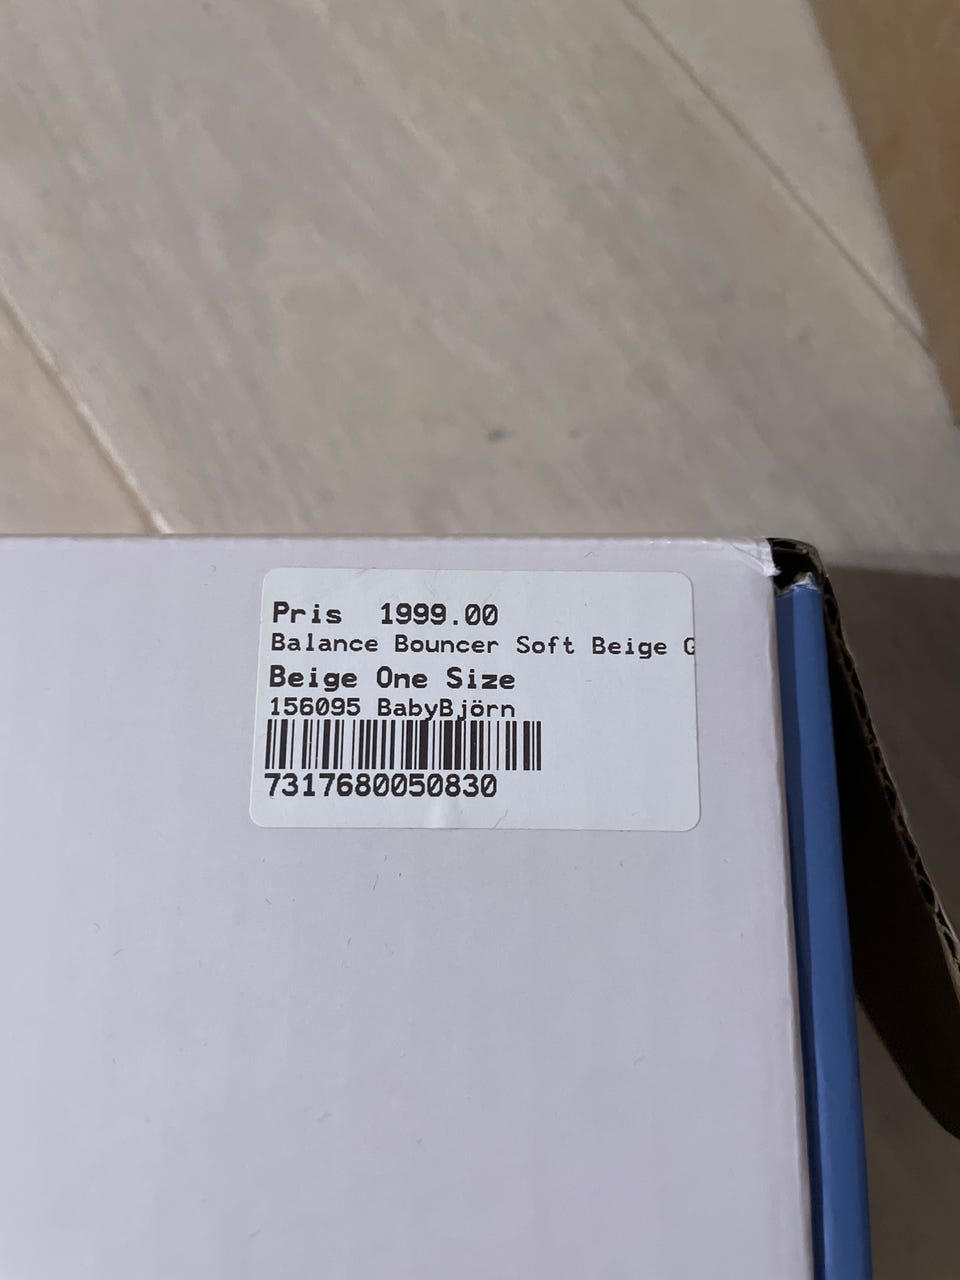 Pris 1999.00
Balance Bouncer Soft Beige
Beige One Size
156095 BabyBjörn
7317680050830